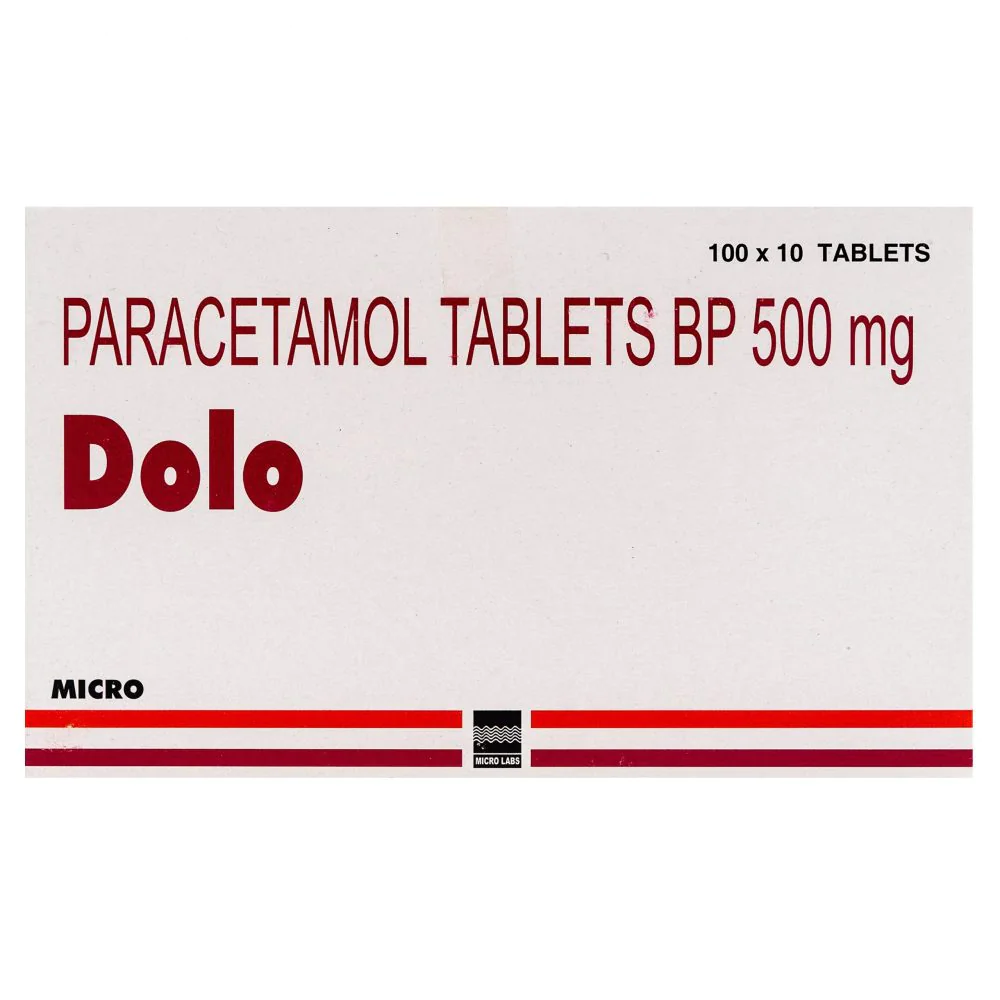 100 x 10 TABLETS
PARACETAMOL TABLETS BP 500 mg
Dolo
MICRO
MICRO LABS